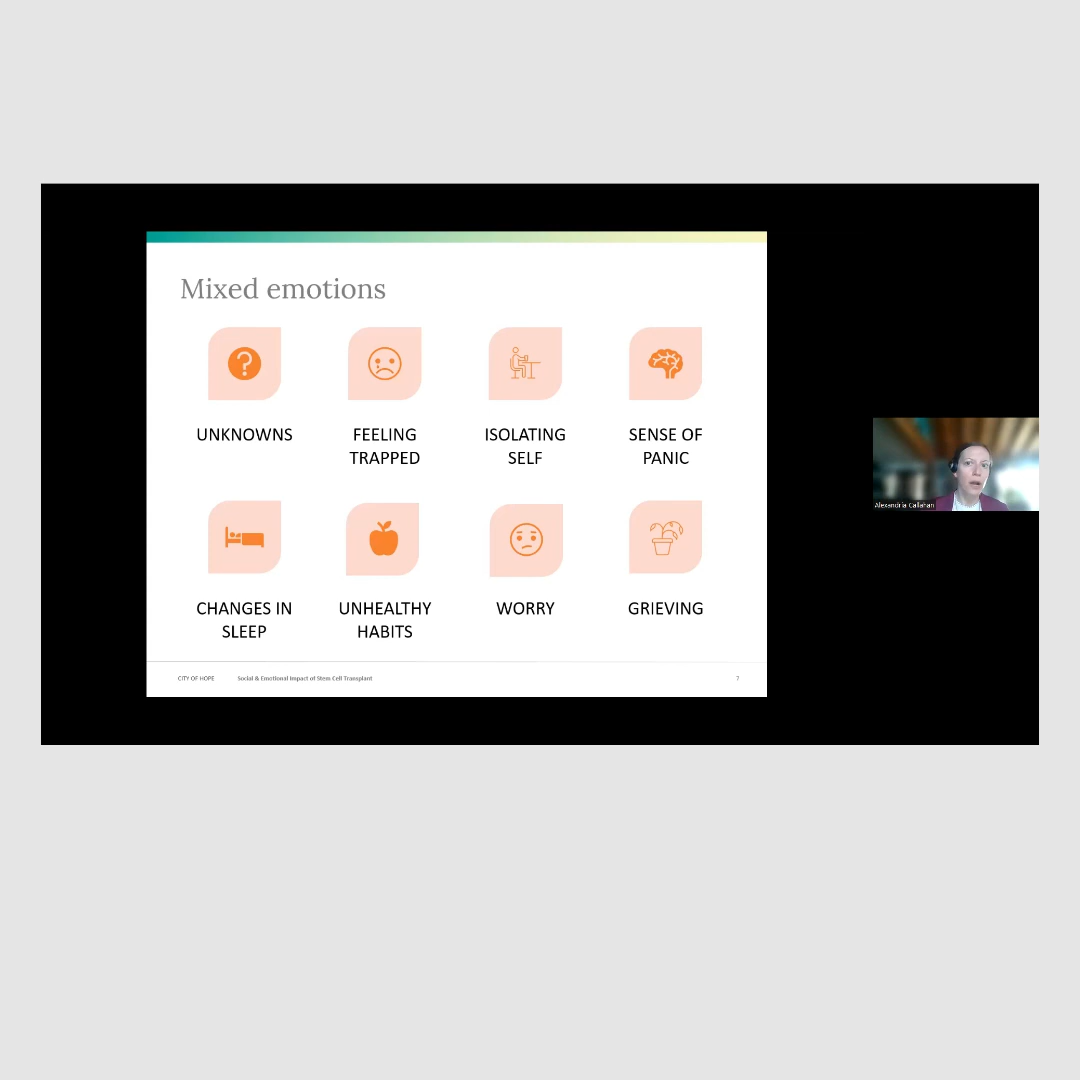 Mixed emotions
UNKNOWNS
FEELING
TRAPPED
ISOLATING
SELF
SENSE OF
PANIC
CHANGES IN
SLEEP
UNHEALTHY
HABITS
WORRY
GRIEVING
CITY OF HOPE
Social & Emotional Impact of Stem Cell Transplant
7
Alexandria Callahan